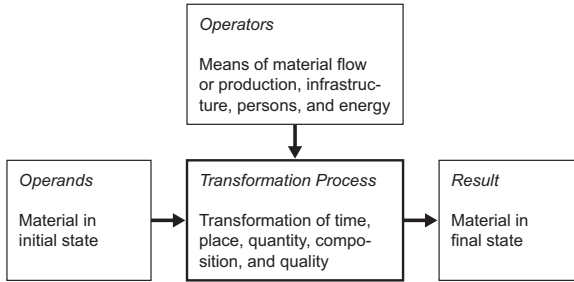 Operators
Means of material flow
or production, infrastruc-
ture, persons, and energy
Operands
Material in
initial state
Transformation Process
Transformation of time,
place, quantity, compo-
sition, and quality
Result
Material in
final state